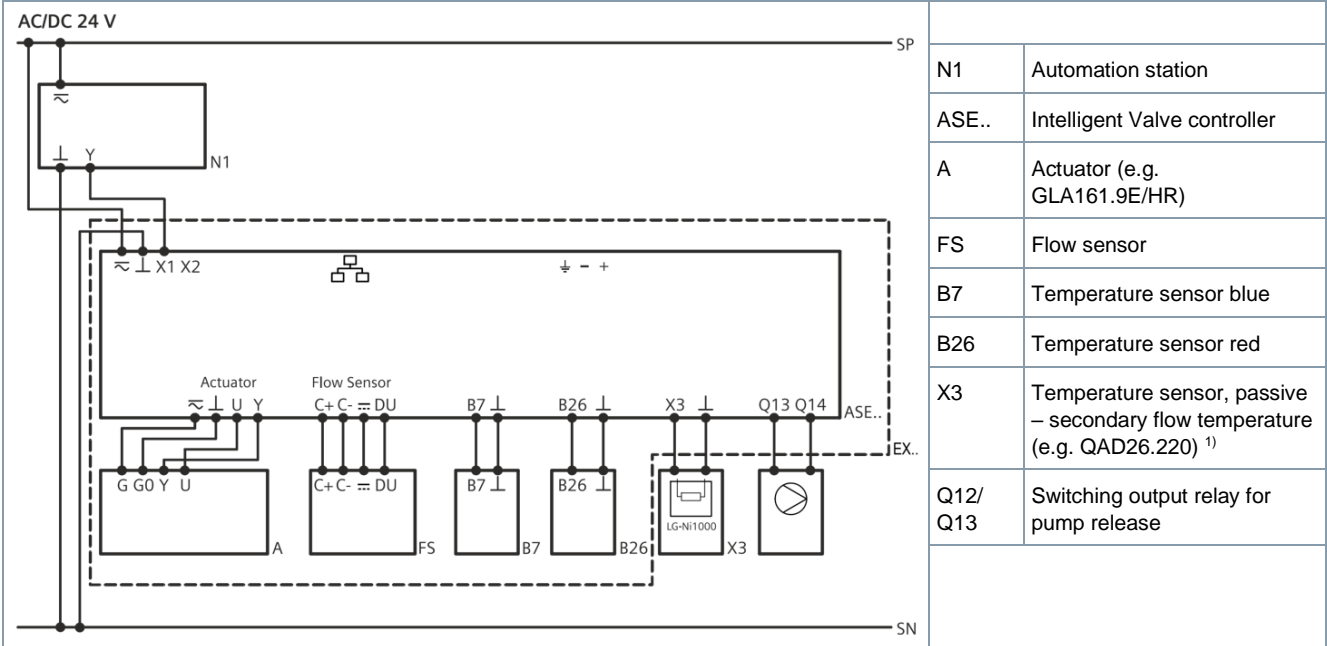 AC/DC 24 V
SP
⏦ 
⊥ Y
N1
⊥ X1 X2
⏚ - +
Actuator
Flow Sensor
⊥ U Y
C+ C- ⎓ DU
B7 ⊥
B26 ⊥
X3 ⊥
Q13 Q14
ASE..
EX..
G G0 Y U
A
C+ C- ⎓ DU
FS
B7 ⊥
B7
B26 ⊥
B26
LG-Ni1000
X3
SN
N1 Automation station
ASE.. Intelligent Valve controller
A Actuator (e.g.
GLA161.9E/HR)
FS Flow sensor
B7 Temperature sensor blue
B26 Temperature sensor red
X3 Temperature sensor, passive
– secondary flow temperature
(e.g. QAD26.220) 1)
Q12/ Switching output relay for
Q13 pump release